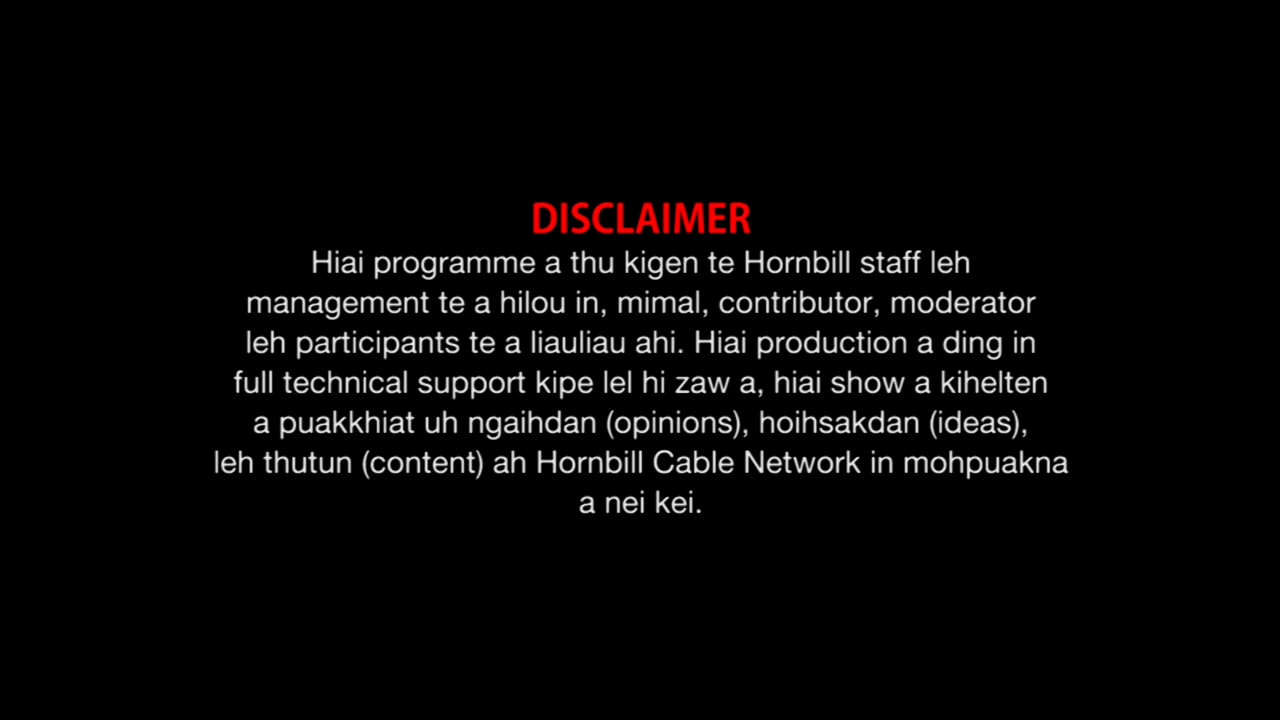 DISCLAIMER
Hiai programme a thu kigen te Hornbill staff leh
management te a hilou in, mimal, contributor, moderator
leh participants te a liauliau ahi. Hiai production a ding in
full technical support kipe lel hi zaw a, hiai show a kihelten
a puakkhiat uh ngaihdan (opinions), hoihsakdan (ideas),
leh thutun (content) ah Hornbill Cable Network in mohpuakna
a nei kei.